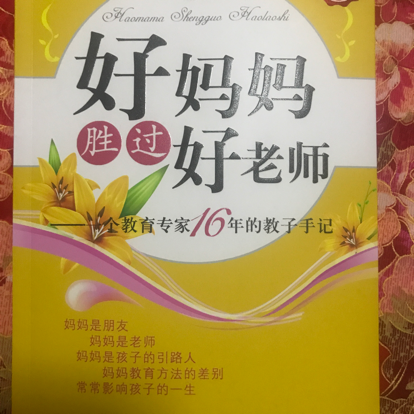 Haomama Shengguo Haolaoshi
好妈妈
胜过好老师
——一个教育专家16年的教子手记
妈妈是朋友
妈妈是老师
妈妈是孩子的引路人
妈妈教育方法的差别
常常影响孩子的一生